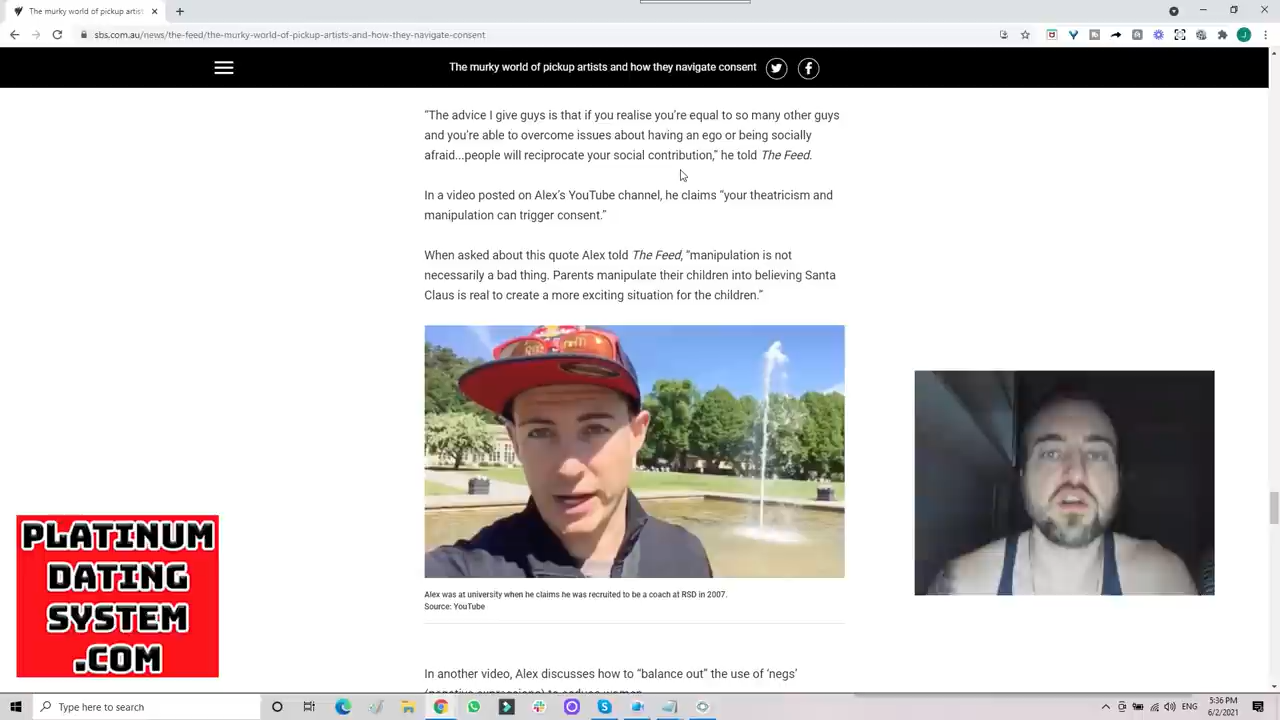 The murky world of pickup artis
sbs.com.au/news/the-feed/the-murky-world-of-pickup-artists-and-how-they-navigate-consent
J
The murky world of pickup artists and how they navigate consent
“The advice I give guys is that if you realise you’re equal to so many other guys
and you’re able to overcome issues about having an ego or being socially
afraid...people will reciprocate your social contribution,” he told The Feed.
In a video posted on Alex’s YouTube channel, he claims “your theatricism and
manipulation can trigger consent.”
When asked about this quote Alex told The Feed, “manipulation is not
necessarily a bad thing. Parents manipulate their children into believing Santa
Claus is real to create a more exciting situation for the children.”
Alex was at university when he claims he was recruited to be a coach at RSD in 2007.
Source: YouTube
In another video, Alex discusses how to “balance out” the use of ‘negs’
(negative expressions) to seduce women.
PLATINUM
DATING
SYSTEM
.COM
Type here to search
ENG
5:36 PM
6/2/2021